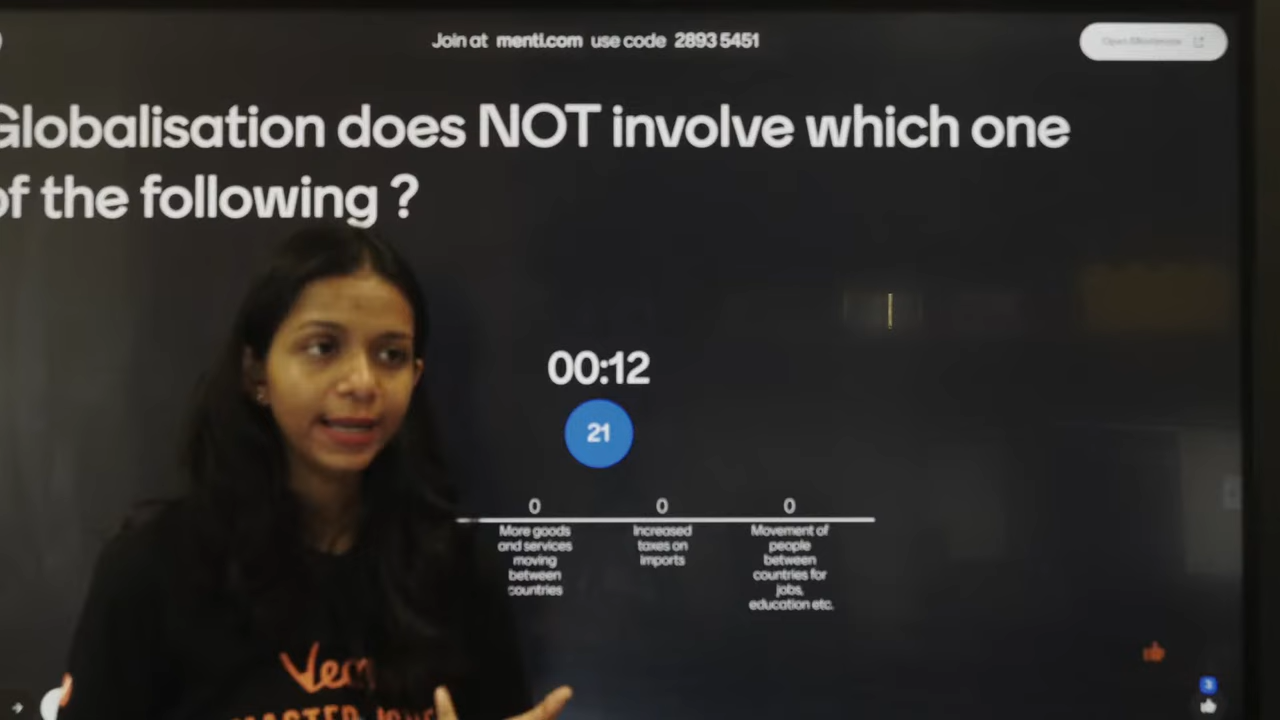 Join at menti.com use code 2893 5451
Globalisation does NOT involve which one
of the following ?
00:12
21
0 0 0
More goods
and services
moving
between
countries
Increased
taxes on
imports
Movement of
people
between
countries for
jobs,
education etc.
3